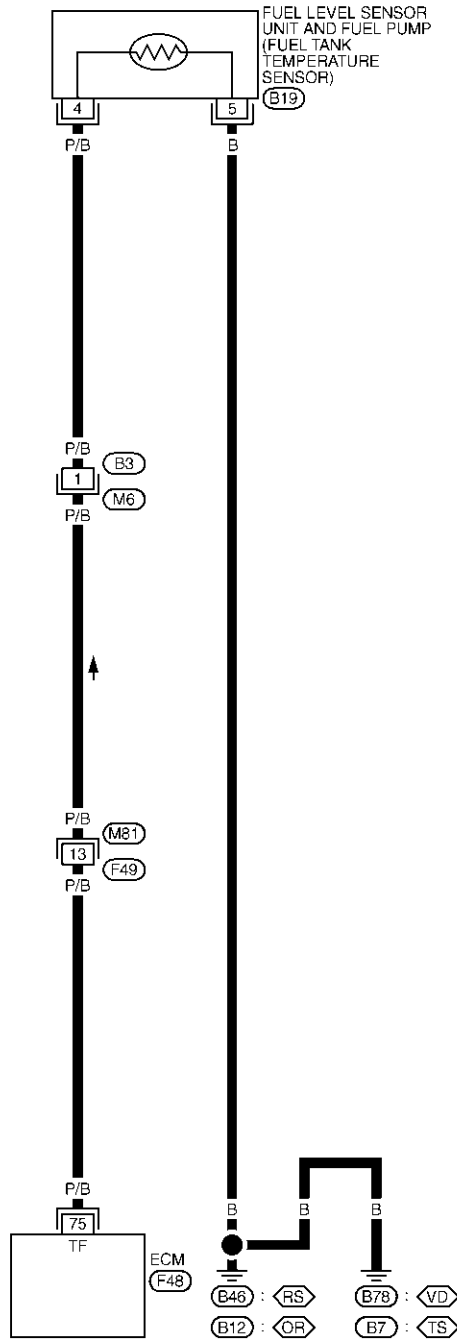 FUEL LEVEL SENSOR
UNIT AND FUEL PUMP
(FUEL TANK
TEMPERATURE
SENSOR)
B19
4
5
P/B
B
P/B
B3
1
M6
P/B
P/B
M81
13
F49
P/B
P/B
B
B
B
75
TF
ECM
F48
B46 : RS
B78 : VD
B12 : OR
B7 : TS